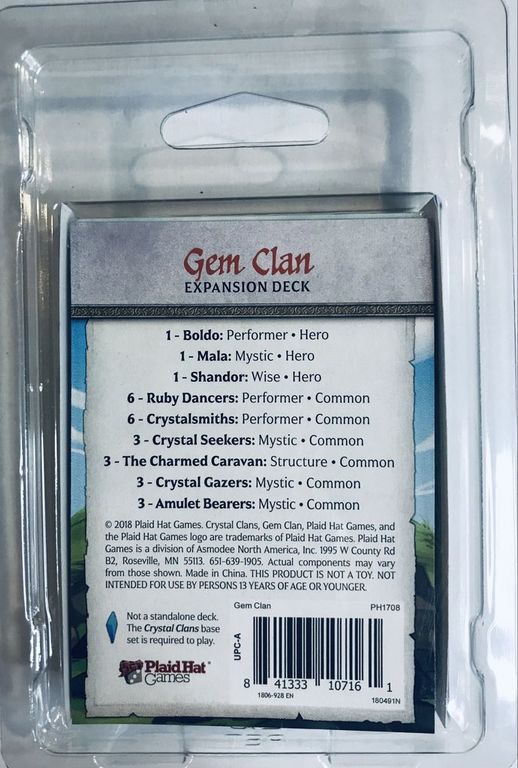 Gem Clan
EXPANSION DECK
1 - Boldo: Performer • Hero
1 - Mala: Mystic • Hero
1 - Shandor: Wise • Hero
6 - Ruby Dancers: Performer • Common
6 - Crystalsmiths: Performer • Common
3 - Crystal Seekers: Mystic • Common
3 - The Charmed Caravan: Structure • Common
3 - Crystal Gazers: Mystic • Common
3 - Amulet Bearers: Mystic • Common
© 2018 Plaid Hat Games. Crystal Clans, Gem Clan, Plaid Hat Games, and
the Plaid Hat Games logo are trademarks of Plaid Hat Games. Plaid Hat
Games is a division of Asmodee North America, Inc. 1995 W County Rd
B2, Roseville, MN 55113. 651-639-1905. Actual components may vary
from those shown. Made in China. THIS PRODUCT IS NOT A TOY. NOT
INTENDED FOR USE BY PERSONS 13 YEARS OF AGE OR YOUNGER.
Not a standalone deck.
The Crystal Clans base
set is required to play.
Plaid Hat
Games
Gem Clan PH1708
UPC-A
8 41333 10716 1
1806-928 EN 180491N